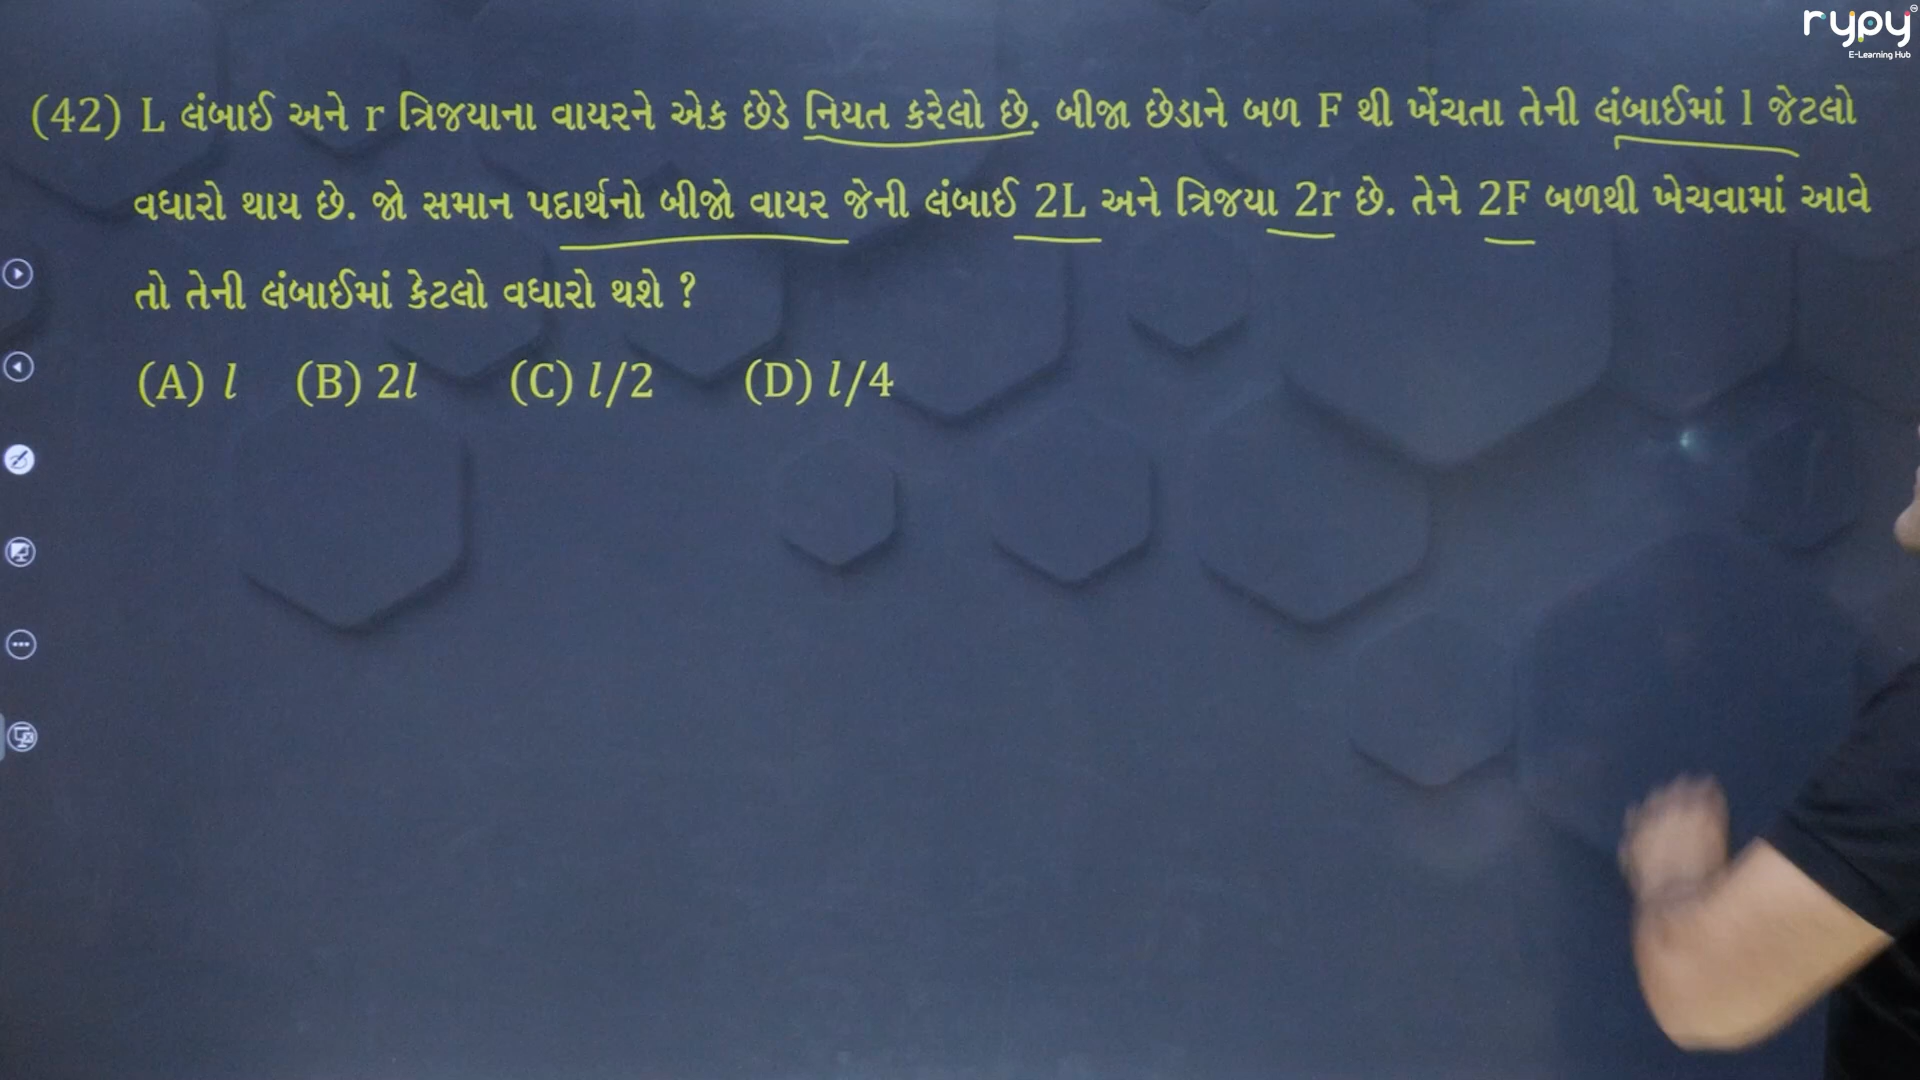 rypy
E-Learning Hub
(42) L લંબાઈ અને r ત્રિજયાના વાયરને એક છેડે નિયત કરેલો છે. બીજા છેડાને બળ F થી ખેંચતા તેની લંબાઈમાં l જેટલો
વધારો થાય છે. જો સમાન પદાર્થનો બીજો વાયર જેની લંબાઈ 2L અને ત્રિજયા 2r છે. તેને 2F બળથી ખેચવામાં આવે
તો તેની લંબાઈમાં કેટલો વધારો થશે ?
(A) l (B) 2l (C) l/2 (D) l/4